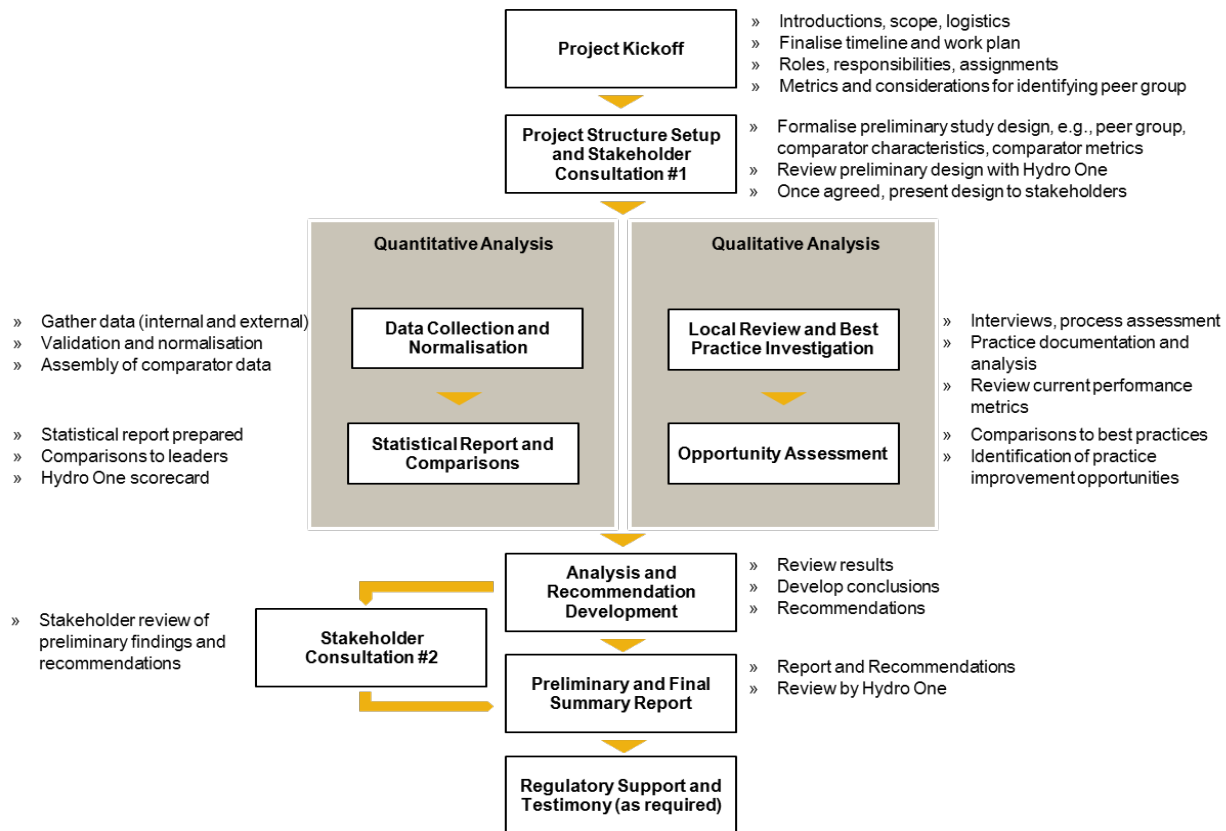 Project Kickoff
» Introductions, scope, logistics
» Finalise timeline and work plan
» Roles, responsibilities, assignments
» Metrics and considerations for identifying peer group
Project Structure Setup
and Stakeholder
Consultation #1
» Formalise preliminary study design, e.g., peer group,
comparator characteristics, comparator metrics
» Review preliminary design with Hydro One
» Once agreed, present design to stakeholders
Quantitative Analysis
» Gather data (internal and external)
» Validation and normalisation
» Assembly of comparator data
Data Collection and
Normalisation
» Statistical report prepared
» Comparisons to leaders
» Hydro One scorecard
Statistical Report and
Comparisons
Qualitative Analysis
Local Review and Best
Practice Investigation
» Interviews, process assessment
» Practice documentation and
analysis
» Review current performance
metrics
Opportunity Assessment
» Comparisons to best practices
» Identification of practice
improvement opportunities
Analysis and
Recommendation
Development
» Review results
» Develop conclusions
» Recommendations
» Stakeholder review of
preliminary findings and
recommendations
Stakeholder
Consultation #2
Preliminary and Final
Summary Report
» Report and Recommendations
» Review by Hydro One
Regulatory Support and
Testimony (as required)